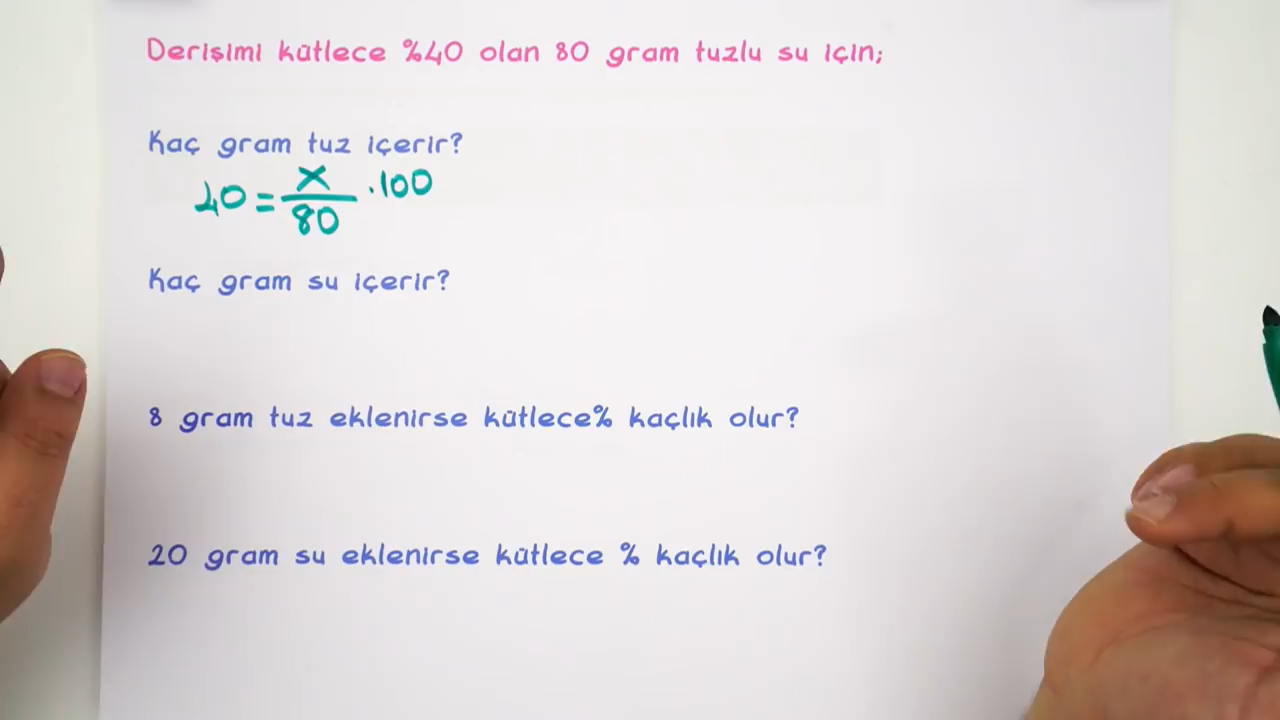 Derişimi kütlece %40 olan 80 gram tuzlu su için;
Kaç gram tuz içerir?
40 = x/80 .100
Kaç gram su içerir?
8 gram tuz eklenirse kütlece% kaçlık olur?
20 gram su eklenirse kütlece % kaçlık olur?